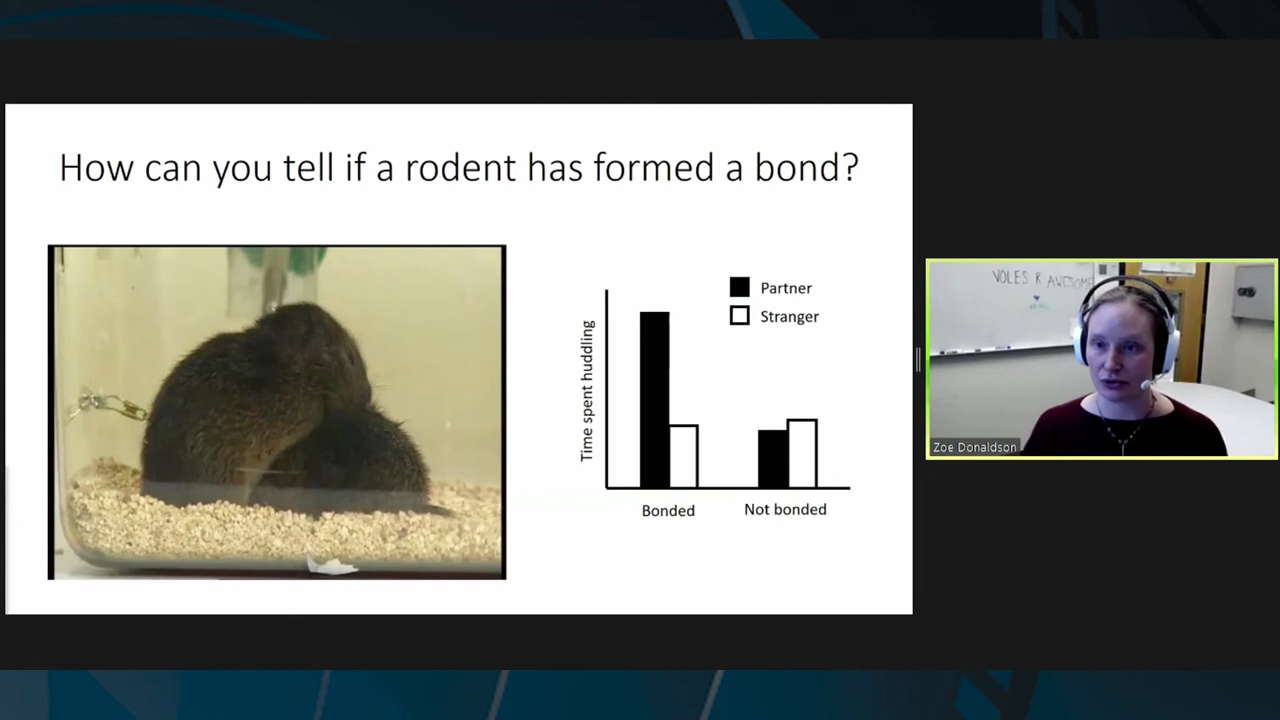 How can you tell if a rodent has formed a bond?
Partner
Stranger
Time spent huddling
Bonded
Not bonded
VOLES R AWESOME
Zoe Donaldson